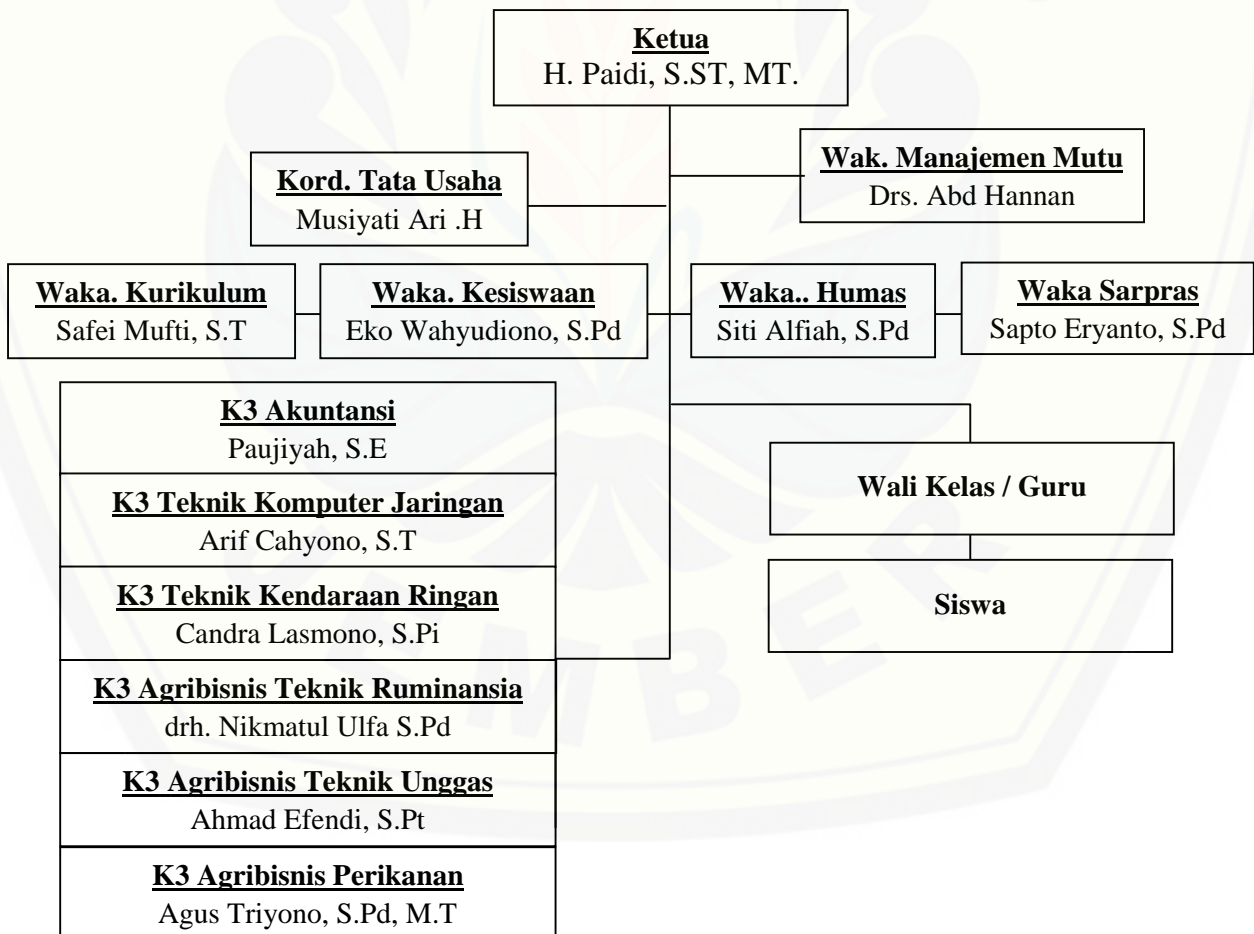 Ketua
H. Paidi, S.ST, MT.
Kord. Tata Usaha
Musiyati Ari .H
Wak. Manajemen Mutu
Drs. Abd Hannan
Waka. Kurikulum
Safei Mufti, S.T
Waka. Kesiswaan
Eko Wahyudiono, S.Pd
Waka.. Humas
Siti Alfiah, S.Pd
Waka Sarpras
Sapto Eryanto, S.Pd
K3 Akuntansi
Paujiyah, S.E
K3 Teknik Komputer Jaringan
Arif Cahyono, S.T
K3 Teknik Kendaraan Ringan
Candra Lasmono, S.Pi
K3 Agribisnis Teknik Ruminansia
drh. Nikmatul Ulfa S.Pd
K3 Agribisnis Teknik Unggas
Ahmad Efendi, S.Pt
K3 Agribisnis Perikanan
Agus Triyono, S.Pd, M.T
Wali Kelas / Guru
Siswa
JEMBER